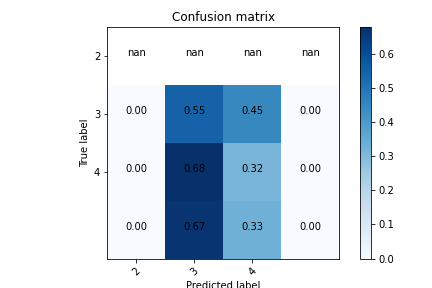 Confusion matrix
2 nan nan nan nan
3 0.00 0.55 0.45 0.00
4 0.00 0.68 0.32 0.00
0.00 0.67 0.33 0.00
True label
2 3 4
Predicted label
0.6
0.5
0.4
0.3
0.2
0.1
0.0